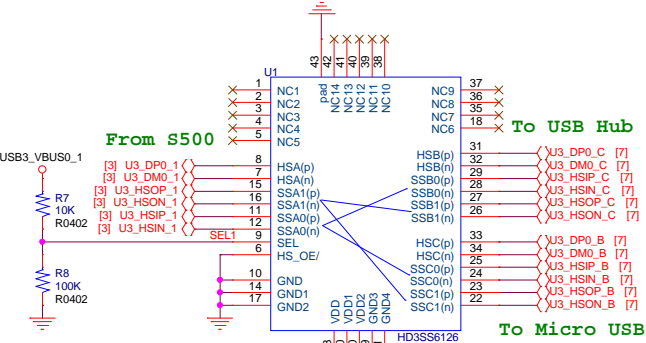 43
42
41
40
39
38
U1
pad
NC14
NC13
NC12
NC11
NC10
1 NC1
2 NC2
3 NC3
4 NC4
5 NC5
NC9 37
NC8 36
NC7 35
NC6 18
From S500
To USB Hub
USB3_VBUS0_1
R7
10K
R0402
R8
100K
R0402
[3] U3_DP0_1 8 HSA(p)
[3] U3_DM0_1 7 HSA(n)
[3] U3_HSOP_1 15 SSA1(p)
[3] U3_HSON_1 16 SSA1(n)
[3] U3_HSIP_1 11 SSA0(p)
[3] U3_HSIN_1 12 SSA0(n)
SEL1 9 SEL
6 HS_OE/
10 GND
14 GND1
17 GND2
HSB(p) 31 U3_DP0_C [7]
HSB(n) 32 U3_DM0_C [7]
SSB0(p) 29 U3_HSIP_C [7]
SSB0(n) 28 U3_HSIN_C [7]
SSB1(p) 27 U3_HSOP_C [7]
SSB1(n) 26 U3_HSON_C [7]
HSC(p) 33 U3_DP0_B [7]
HSC(n) 34 U3_DM0_B [7]
SSC0(p) 25 U3_HSIP_B [7]
SSC0(n) 24 U3_HSIN_B [7]
SSC1(p) 23 U3_HSOP_B [7]
SSC1(n) 22 U3_HSON_B [7]
VDD
VDD1
VDD2
GND3
GND4
HD3SS6126
To Micro USB